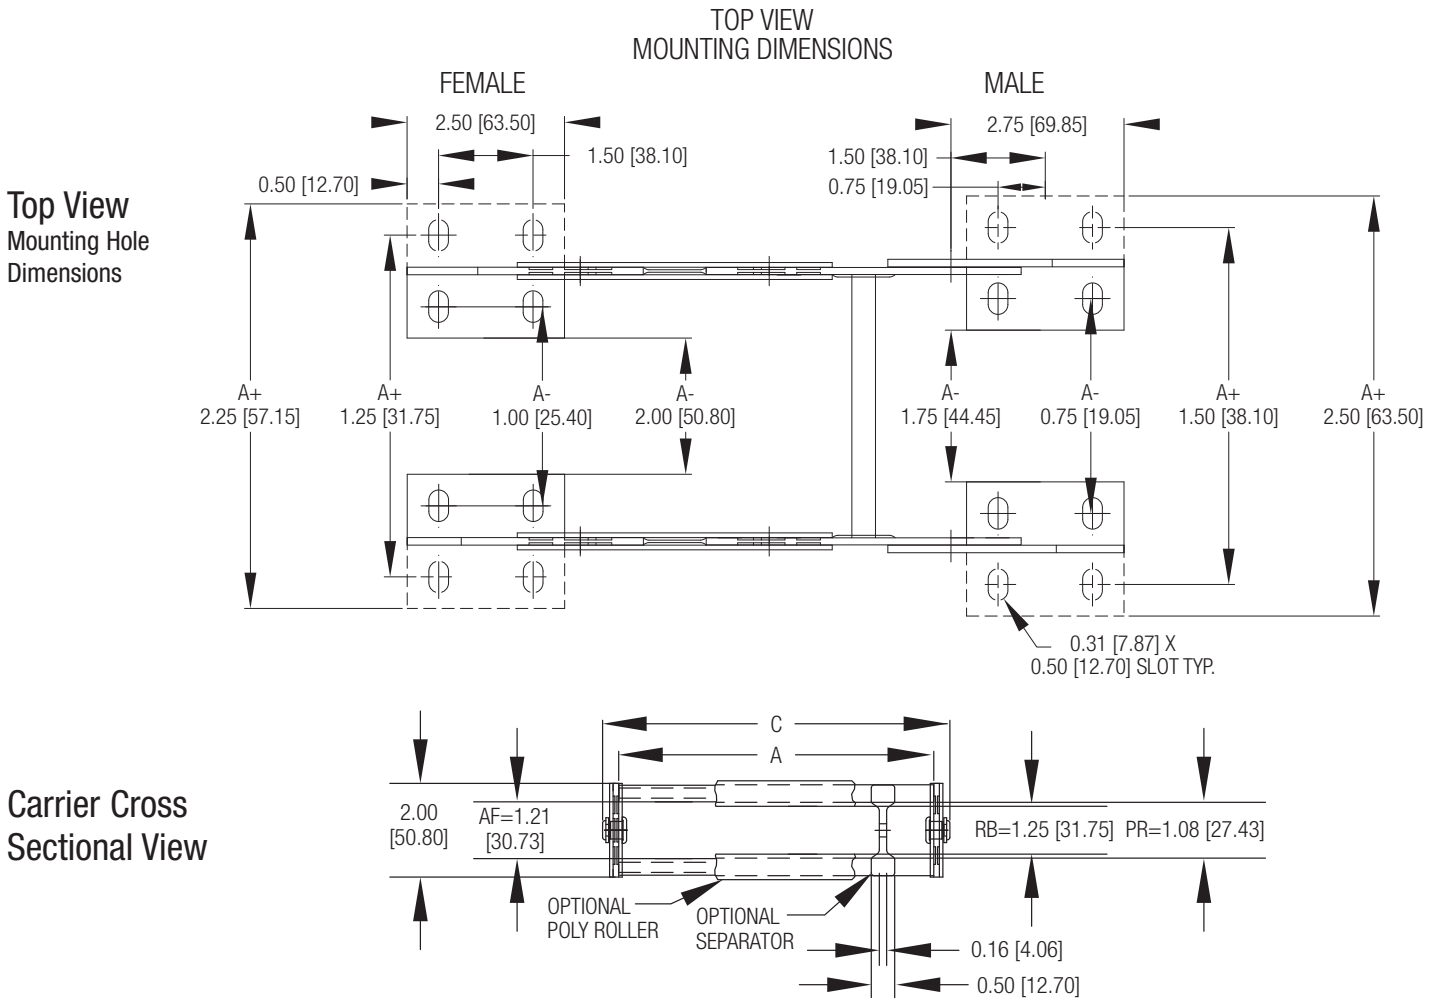 TOP VIEW
MOUNTING DIMENSIONS
FEMALE
MALE
2.50 [63.50]
2.75 [69.85]
1.50 [38.10]
1.50 [38.10]
0.50 [12.70]
0.75 [19.05]
Top View
Mounting Hole
Dimensions
A+
2.25 [57.15]
A+
1.25 [31.75]
A-
1.00 [25.40]
A-
2.00 [50.80]
A-
1.75 [44.45]
A-
0.75 [19.05]
A+
1.50 [38.10]
A+
2.50 [63.50]
0.31 [7.87] X
0.50 [12.70] SLOT TYP.
C
A
Carrier Cross
Sectional View
2.00
[50.80]
AF=1.21
[30.73]
RB=1.25 [31.75]
PR=1.08 [27.43]
OPTIONAL
POLY ROLLER
OPTIONAL
SEPARATOR
0.16 [4.06]
0.50 [12.70]